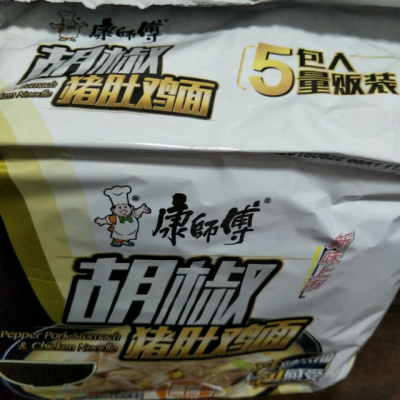 康師傅®
胡椒
猪肚鸡面
5包入
量贩装
康師傅®
胡椒
Pepper Pork Stomach
& Chicken Noodle
猪肚鸡面